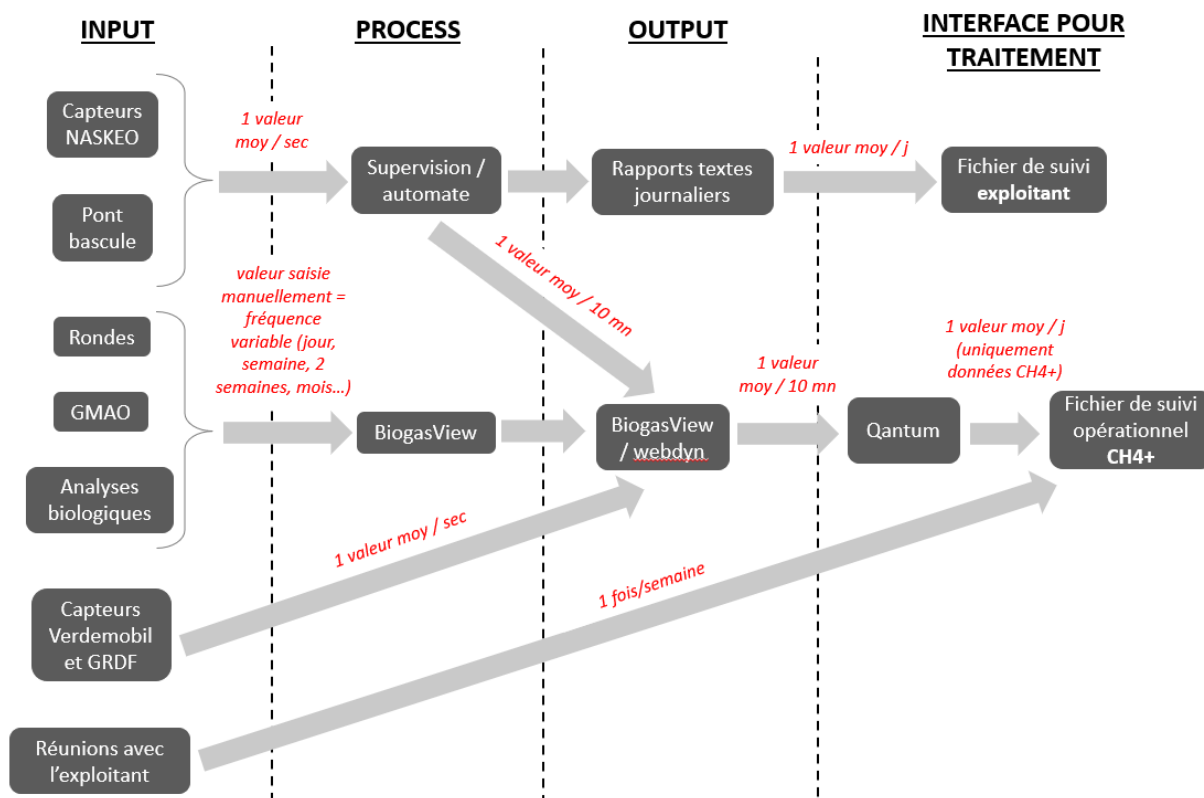 INPUT
PROCESS
OUTPUT
INTERFACE POUR
TRAITEMENT
Capteurs
NASKEO
1 valeur
moy / sec
Supervision /
automate
Rapports textes
journaliers
1 valeur moy / j
Fichier de suivi
exploitant
Pont
bascule
1 valeur moy / 10 mn
valeur saisie
manuellement =
fréquence
variable (jour,
semaine, 2
semaines, mois…)
Rondes
GMAO
Analyses
biologiques
BiogasView
BiogasView
/ webdyn
1 valeur
moy / 10 mn
Qantum
1 valeur moy / j
(uniquement
données CH4+)
Fichier de suivi
opérationnel
CH4+
1 valeur moy / sec
Capteurs
Verdemobil
et GRDF
1 fois/semaine
Réunions avec
l’exploitant